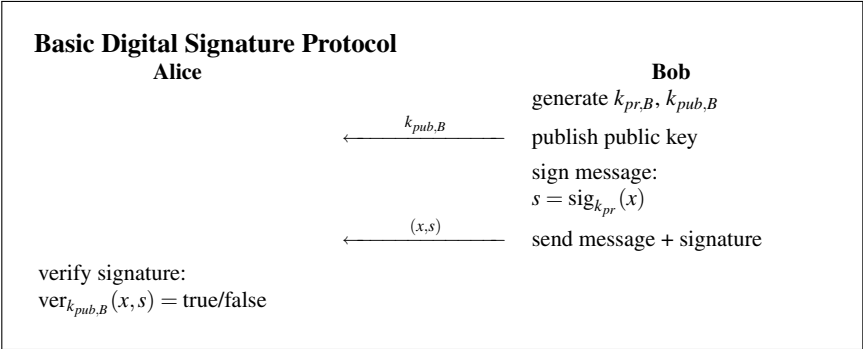 Basic Digital Signature Protocol
Alice Bob
generate k_{pr,B}, k_{pub,B}
k_{pub,B}
← publish public key
sign message:
s = sig_{k_{pr}}(x)
(x,s)
← send message + signature
verify signature:
ver_{k_{pub,B}}(x,s) = true/false